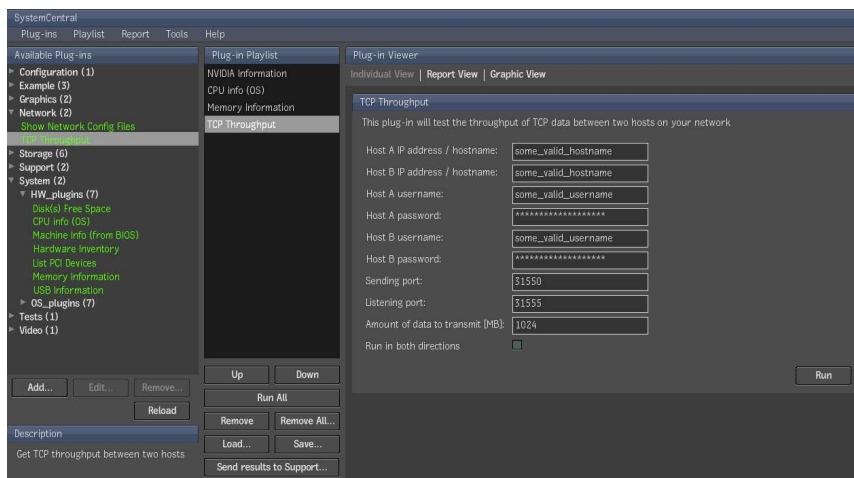 SystemCentral
Plug-ins Playlist Report Tools Help
Available Plug-ins
Configuration (1)
Example (3)
Graphics (2)
Network (2)
Show Network Config Files
TCP Throughput
Storage (6)
Support (2)
System (2)
HW_plugins (7)
Disk(s) Free Space
CPU info (OS)
Machine Info (from BIOS)
Hardware Inventory
List PCI Devices
Memory Information
USB Information
OS_plugins (7)
Tests (1)
Video (1)
Add... Edit... Remove...
Reload
Description
Get TCP throughput between two hosts
Plug-in Playlist
NVIDIA Information
CPU info (OS)
Memory Information
TCP Throughput
Up Down
Run All
Remove Remove All...
Load... Save...
Send results to Support...
Plug-in Viewer
Individual View | Report View | Graphic View
TCP Throughput
This plug-in will test the throughput of TCP data between two hosts on your network
Host A IP address / hostname: some_valid_hostname
Host B IP address / hostname: some_valid_hostname
Host A username: some_valid_username
Host A password: ******************
Host B username: some_valid_username
Host B password: ******************
Sending port: 31550
Listening port: 31555
Amount of data to transmit [MB]: 1024
Run in both directions
Run